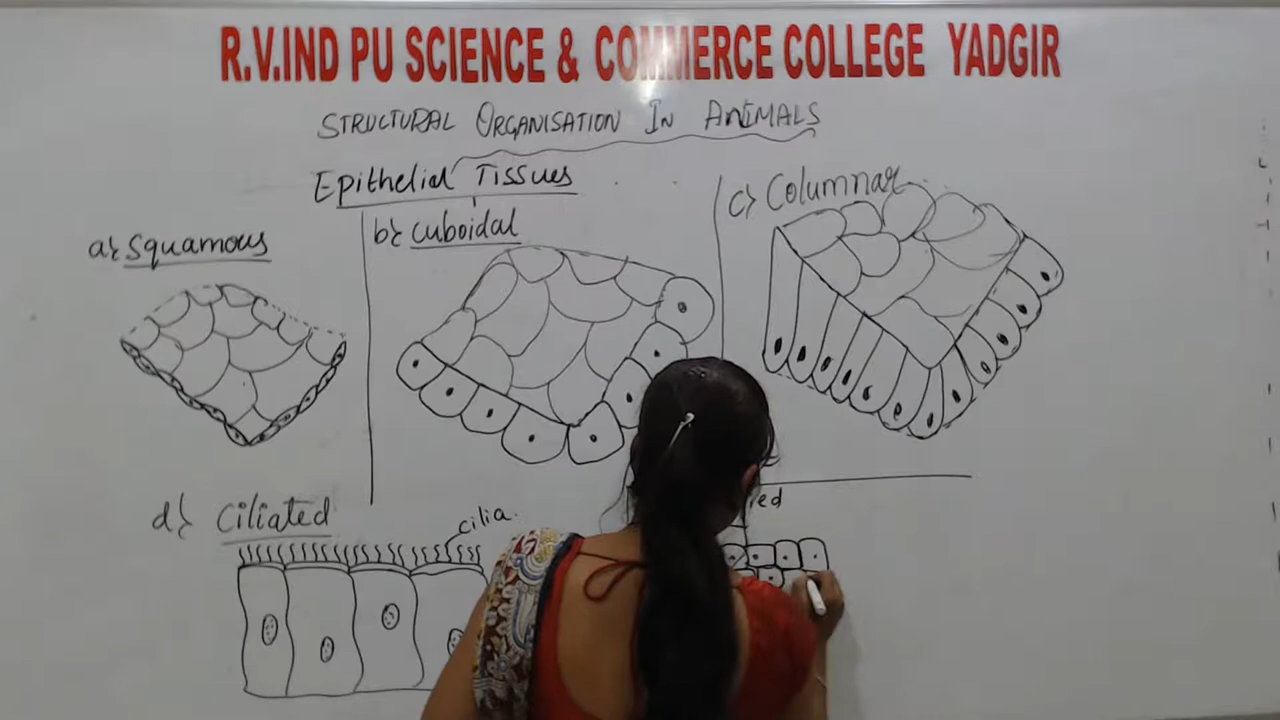 R.V.IND PU SCIENCE & COMMERCE COLLEGE YADGIR
STRUCTURAL ORGANISATION IN ANIMALS
Epithelial Tissues
a} Squamous
b} Cuboidal
c> Columnar
d} Ciliated
cilia